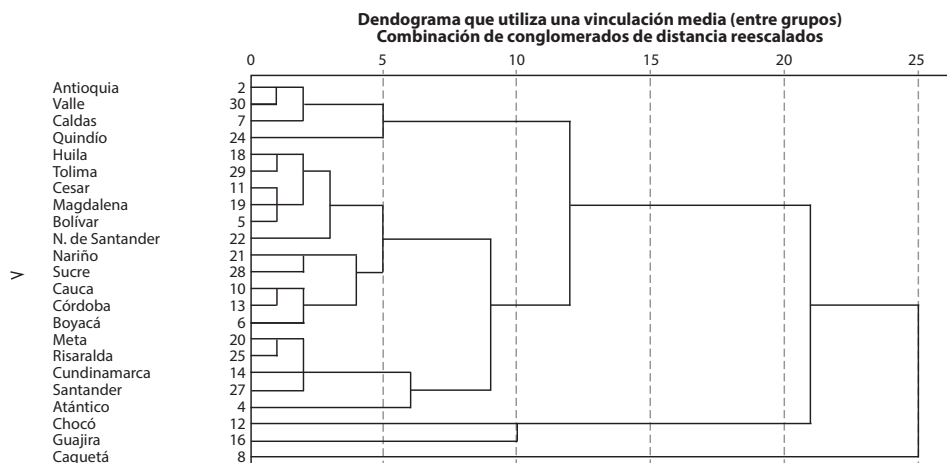 Dendograma que utiliza una vinculación media (entre grupos)
Combinación de conglomerados de distancia reescalados
0 5 10 15 20 25
Antioquia 2
Valle 30
Caldas 7
Quindío 24
Huila 18
Tolima 29
Cesar 11
Magdalena 19
Bolívar 5
N. de Santander 22
Nariño 21
Y
Sucre 28
Cauca 10
Córdoba 13
Boyacá 6
Meta 20
Risaralda 25
Cundinamarca 14
Santander 27
Atántico 4
Chocó 12
Guajira 16
Caquetá 8